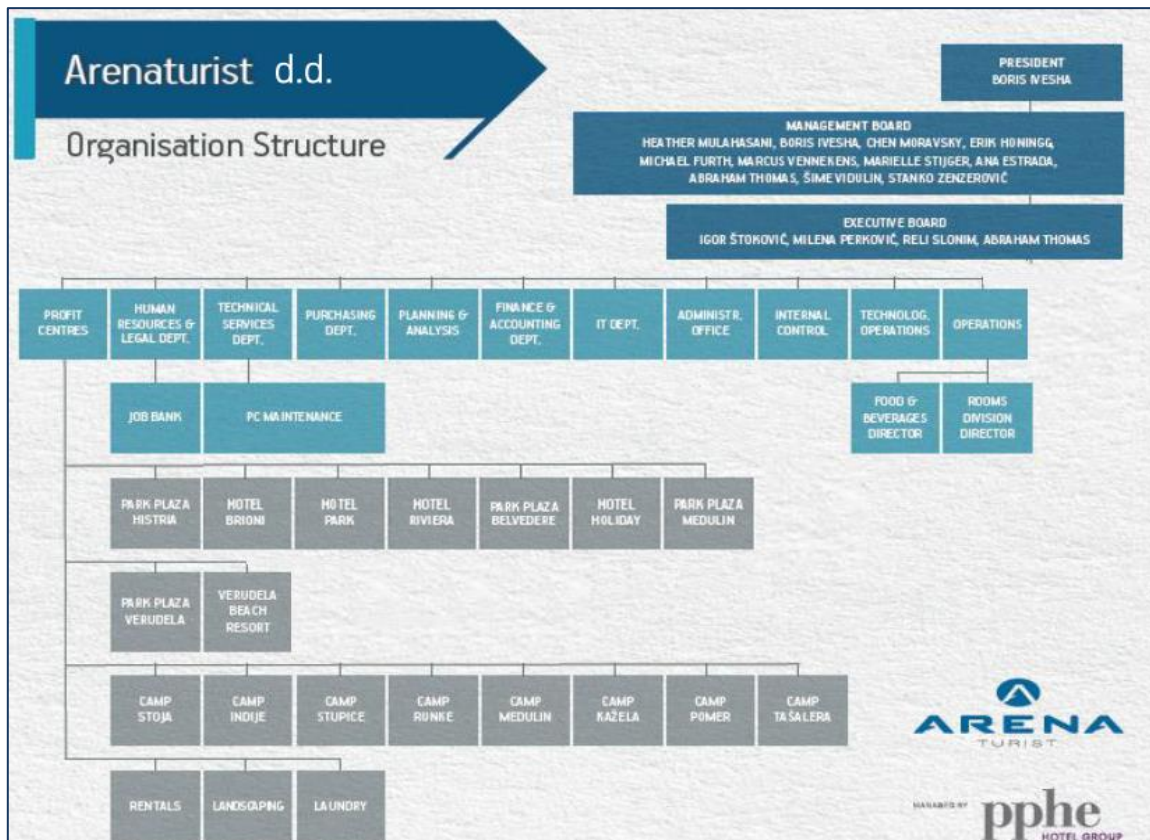 Arenaturist d.d.
Organisation Structure
PRESIDENT
BORIS IVESHA
MANAGEMENT BOARD
HEATHER MULAHASANI, BORIS IVESHA, CHEN MORAVSKY, ERIK HONINGG,
MICHAEL FURTH, MARCUS VENNEKENS, MARIELLE STIJGER, ANA ESTRADA,
ABRAHAM THOMAS, ŠIME VIDULIN, STANKO ZENZEROVIČ
EXECUTIVE BOARD
IGOR ŠTOKOVIČ, MILENA PERKOVIČ, RELI SLONIM, ABRAHAM THOMAS
PROFIT
CENTRES
HUMAN
RESOURCES &
LEGAL DEPT.
TECHNICAL
SERVICES
DEPT.
PURCHASING
DEPT.
PLANNING &
ANALYSIS
FINANCE &
ACCOUNTING
DEPT.
IT DEPT.
ADMINISTR.
OFFICE
INTERNAL
CONTROL
TECHNOLOG.
OPERATIONS
OPERATIONS
JOB BANK
PC MAINTENANCE
FOOD &
BEVERAGES
DIRECTOR
ROOMS
DIVISION
DIRECTOR
PARK PLAZA
HISTRIA
HOTEL
BRIONI
HOTEL
PARK
HOTEL
RIVIERA
PARK PLAZA
BELVEDERE
HOTEL
HOLIDAY
PARK PLAZA
MEDULIN
PARK PLAZA
VERUDELA
VERUDELA
BEACH
RESORT
CAMP
STOJA
CAMP
INDIJE
CAMP
STUPICE
CAMP
RUNKE
CAMP
MEDULIN
CAMP
KAŽELA
CAMP
POMER
CAMP
TAŠALERA
RENTALS
LANDSCAPING
LAUNDRY
ARENA
TURIST
MANAGED BY
pphe
HOTEL GROUP